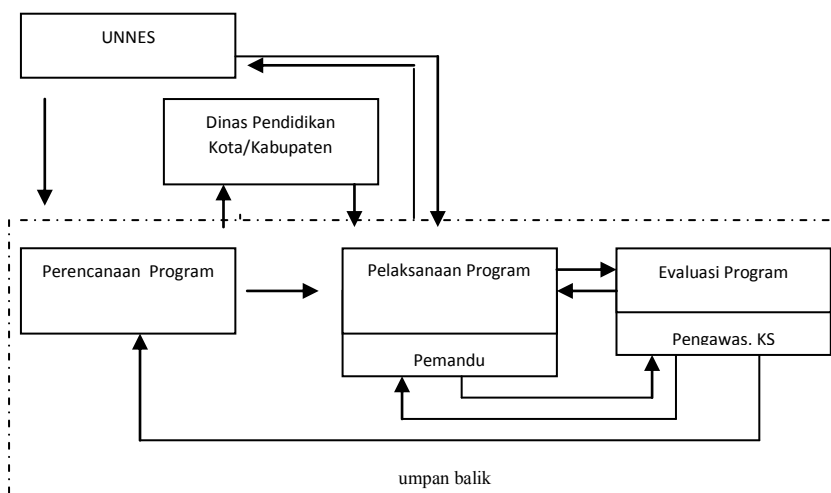 UNNES
Dinas Pendidikan
Kota/Kabupaten
Perencanaan Program
Pelaksanaan Program
Evaluasi Program
Pemandu
Pengawas, KS
umpan balik